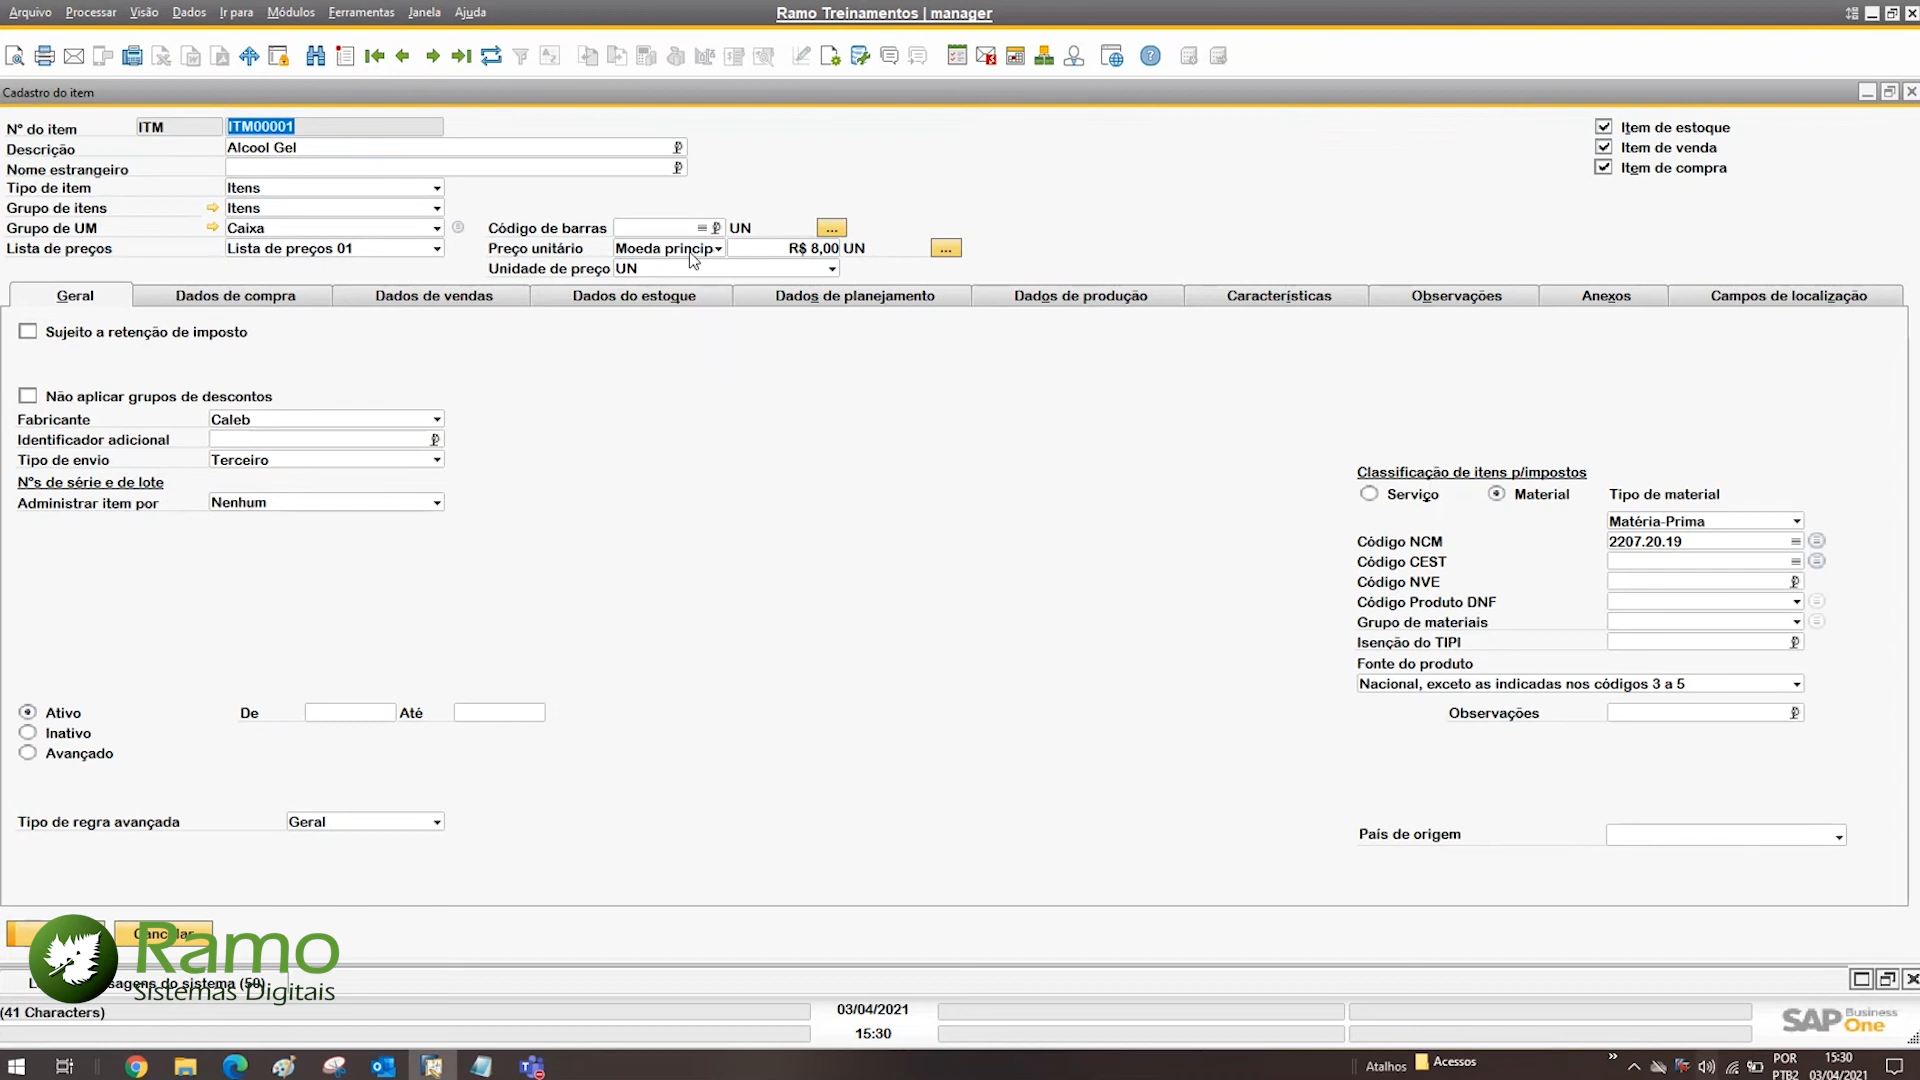 Arquivo Processar Visão Dados Ir para Módulos Ferramentas Janela Ajuda
Ramo Treinamentos | manager
Cadastro do item
Nº do item ITM ITM00001
Descrição Alcool Gel
Nome estrangeiro
Tipo de item Itens
Grupo de itens Itens
Grupo de UM Caixa
Lista de preços Lista de preços 01
Código de barras UN ...
Preço unitário Moeda princip R$ 8,00 UN ...
Unidade de preço UN
Item de estoque
Item de venda
Item de compra
Geral Dados de compra Dados de vendas Dados do estoque Dados de planejamento Dados de produção Características Observações Anexos Campos de localização
Sujeito a retenção de imposto
Não aplicar grupos de descontos
Fabricante Caleb
Identificador adicional
Tipo de envio Terceiro
Nºs de série e de lote
Administrar item por Nenhum
Classificação de itens p/impostos
Serviço Material Tipo de material
Matéria-Prima
Código NCM 2207.20.19
Código CEST
Código NVE
Código Produto DNF
Grupo de materiais
Isenção do TIPI
Fonte do produto
Nacional, exceto as indicadas nos códigos 3 a 5
Observações
Ativo De Até
Inativo
Avançado
Tipo de regra avançada Geral
País de origem
Cancelar
Ramo
Sistemas Digitais
sagens do sistema (50)
(41 Characters)
03/04/2021
15:30
SAP Business One
Atalhos Acessos
POR
PTB2
15:30
03/04/2021